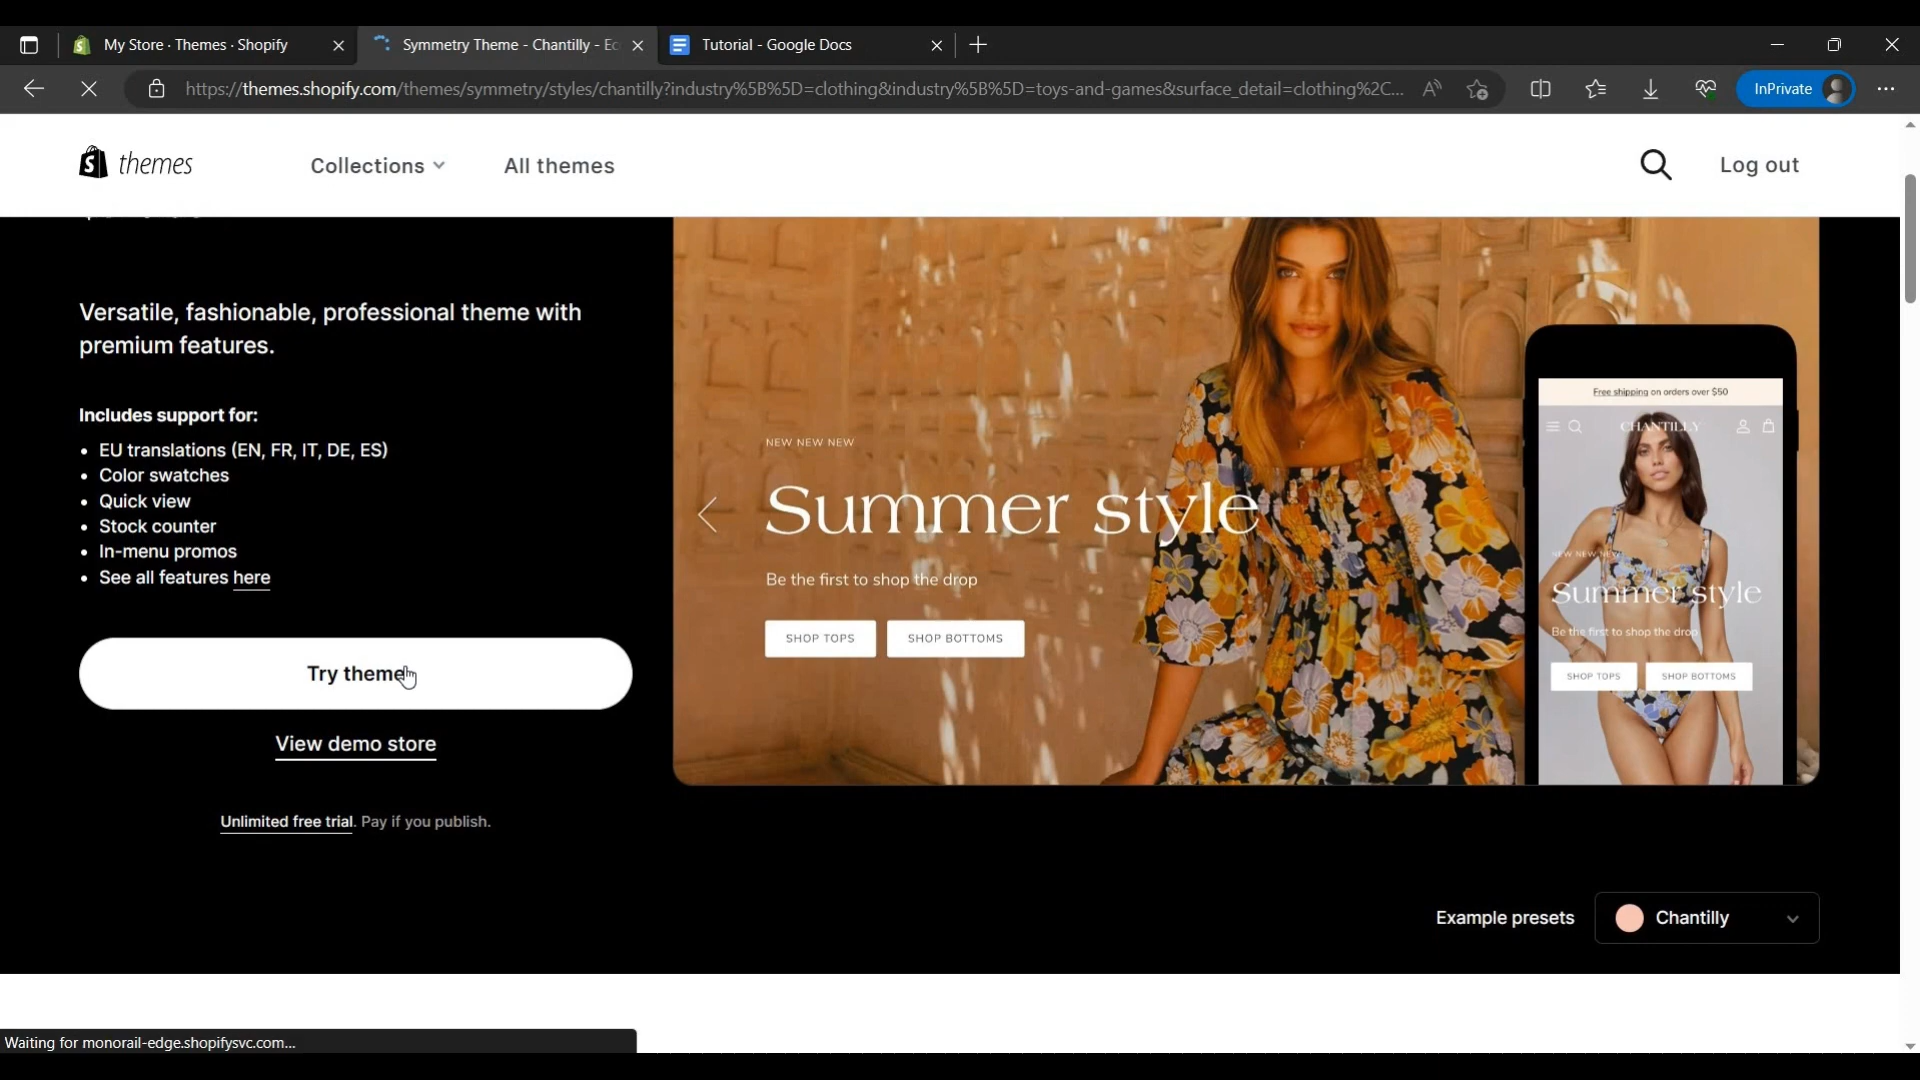 My Store · Themes · Shopify
Symmetry Theme - Chantilly - Ec
Tutorial - Google Docs
https://themes.shopify.com/themes/symmetry/styles/chantilly?industry%5B%5D=clothing&industry%5B%5D=toys-and-games&surface_detail=clothing%2C...
InPrivate
themes
Collections
All themes
Log out
Versatile, fashionable, professional theme with
premium features.
Includes support for:
• EU translations (EN, FR, IT, DE, ES)
• Color swatches
• Quick view
• Stock counter
• In-menu promos
• See all features here
Try theme
View demo store
Unlimited free trial. Pay if you publish.
NEW NEW NEW
Summer style
Be the first to shop the drop
SHOP TOPS
SHOP BOTTOMS
Free shipping on orders over $50
CHANTILLY
NEW NEW NEW
Summer style
Be the first to shop the drop
SHOP TOPS
SHOP BOTTOMS
Example presets
Chantilly
Waiting for monorail-edge.shopifysvc.com...